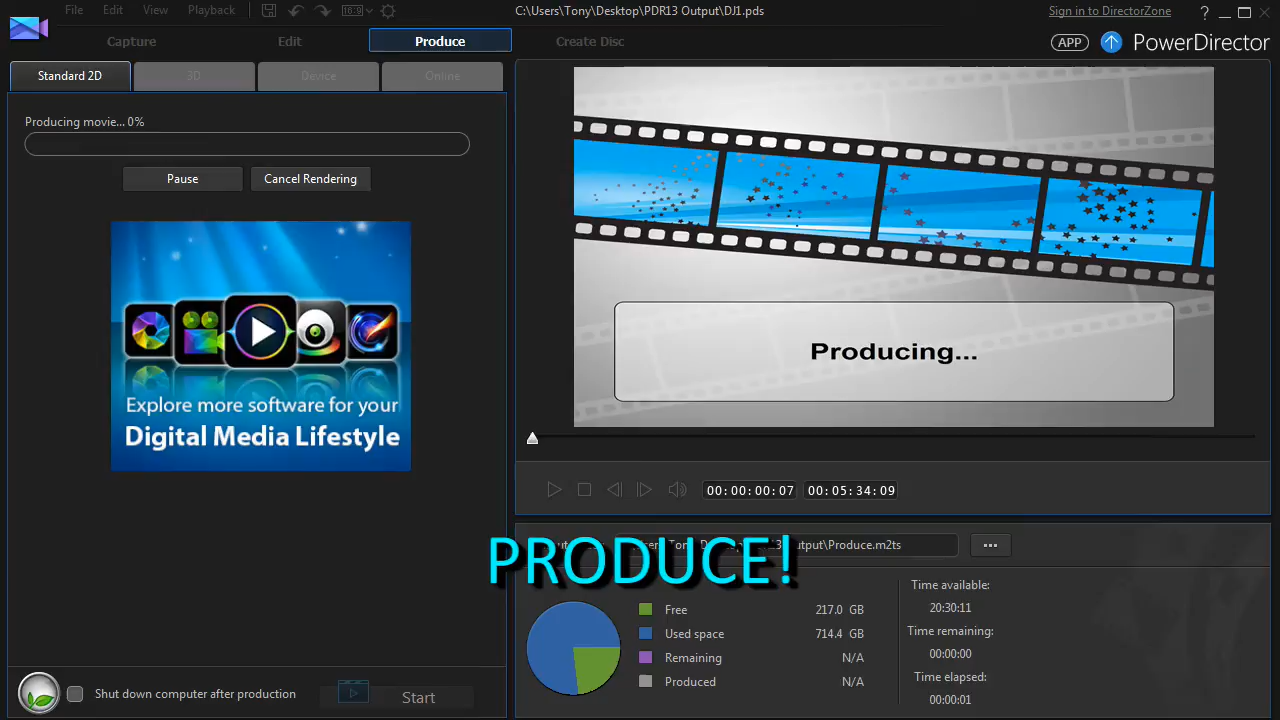 File Edit View Playback 16:9 C:\Users\Tony\Desktop\PDR13 Output\DJ1.pds Sign in to DirectorZone ?
Capture Edit Produce Create Disc APP PowerDirector
Standard 2D 3D Device Online
Producing movie... 0%
Pause Cancel Rendering
Explore more software for your
Digital Media Lifestyle
Producing...
00:00:00:07 00:05:34:09
Output\Produce.m2ts ...
PRODUCE!
Free 217.0 GB
Used space 714.4 GB
Remaining N/A
Produced N/A
Time available:
20:30:11
Time remaining:
00:00:00
Time elapsed:
00:00:01
Shut down computer after production Start